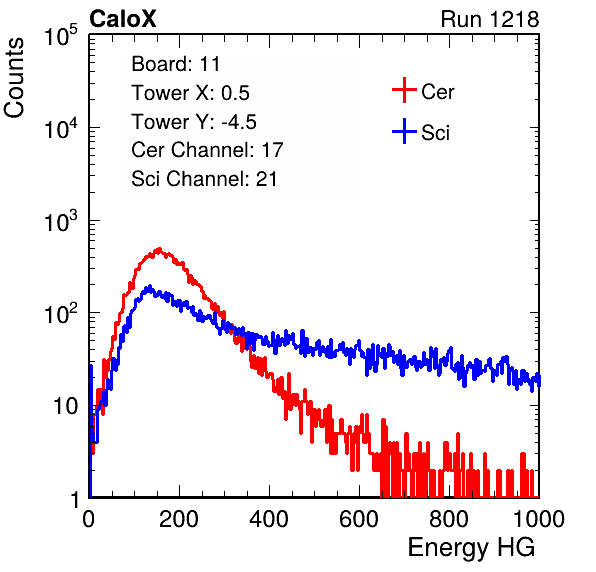 CaloX Run 1218
Counts
10^5
10^4
10^3
10^2
10
1
Board: 11
Tower X: 0.5
Tower Y: -4.5
Cer Channel: 17
Sci Channel: 21
Cer
Sci
0 200 400 600 800 1000
Energy HG